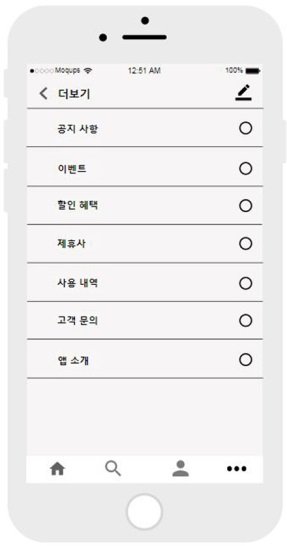 Moqups 12:51 AM 100%
더보기
공지 사항
이벤트
할인 혜택
제휴사
사용 내역
고객 문의
앱 소개